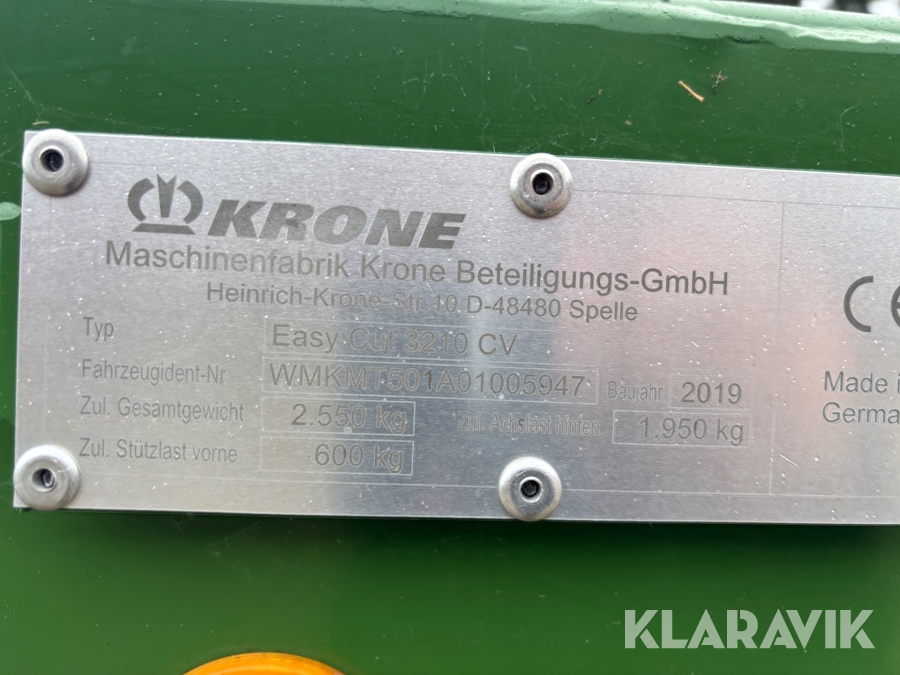 KRONE
Maschinenfabrik Krone Beteiligungs-GmbH
Heinrich-Krone-Str. 10 D-48480 Spelle
Typ Easy Cut 3210 CV
Fahrzeugident-Nr WMKMT501A01005947 Baujahr 2019
Zul. Gesamtgewicht 2.550 kg Zul. Achslast hinten 1.950 kg
Zul. Stützlast vorne 600 kg
CE
Made i
Germa
KLARAVIK